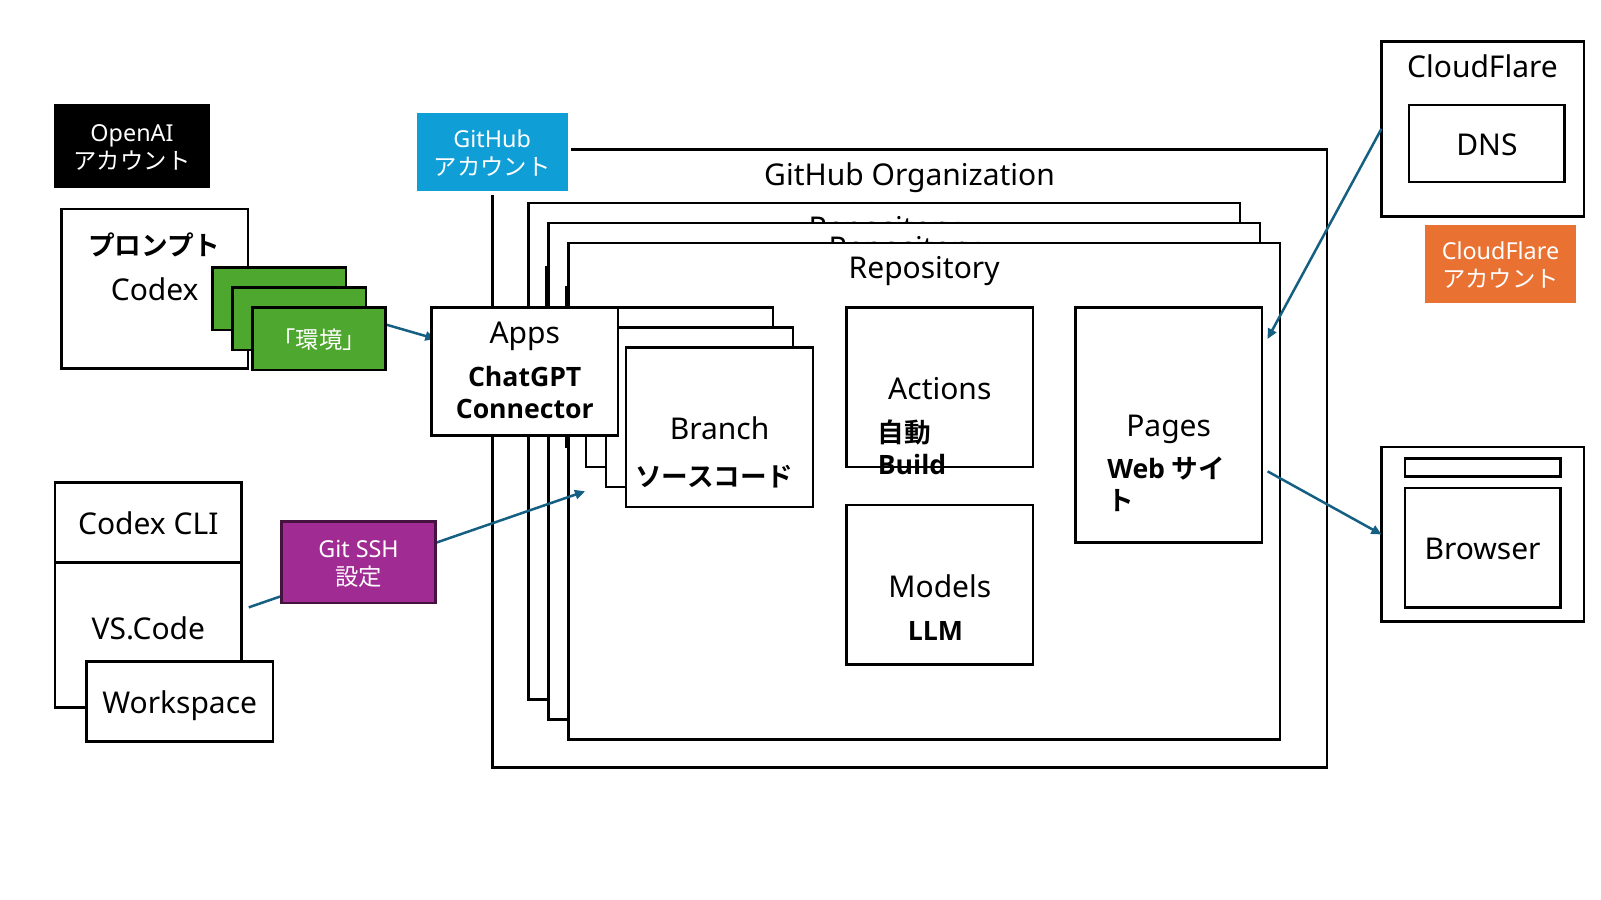 OpenAI
アカウント
プロンプト
Codex
「環境」
GitHub
アカウント
GitHub Organization
Repository
Repository
Repository
Apps
ChatGPT
Connector
Branch
ソースコード
Actions
自動
Build
Models
LLM
Pages
Web サイ
ト
CloudFlare
DNS
CloudFlare
アカウント
Browser
Codex CLI
VS.Code
Workspace
Git SSH
設定